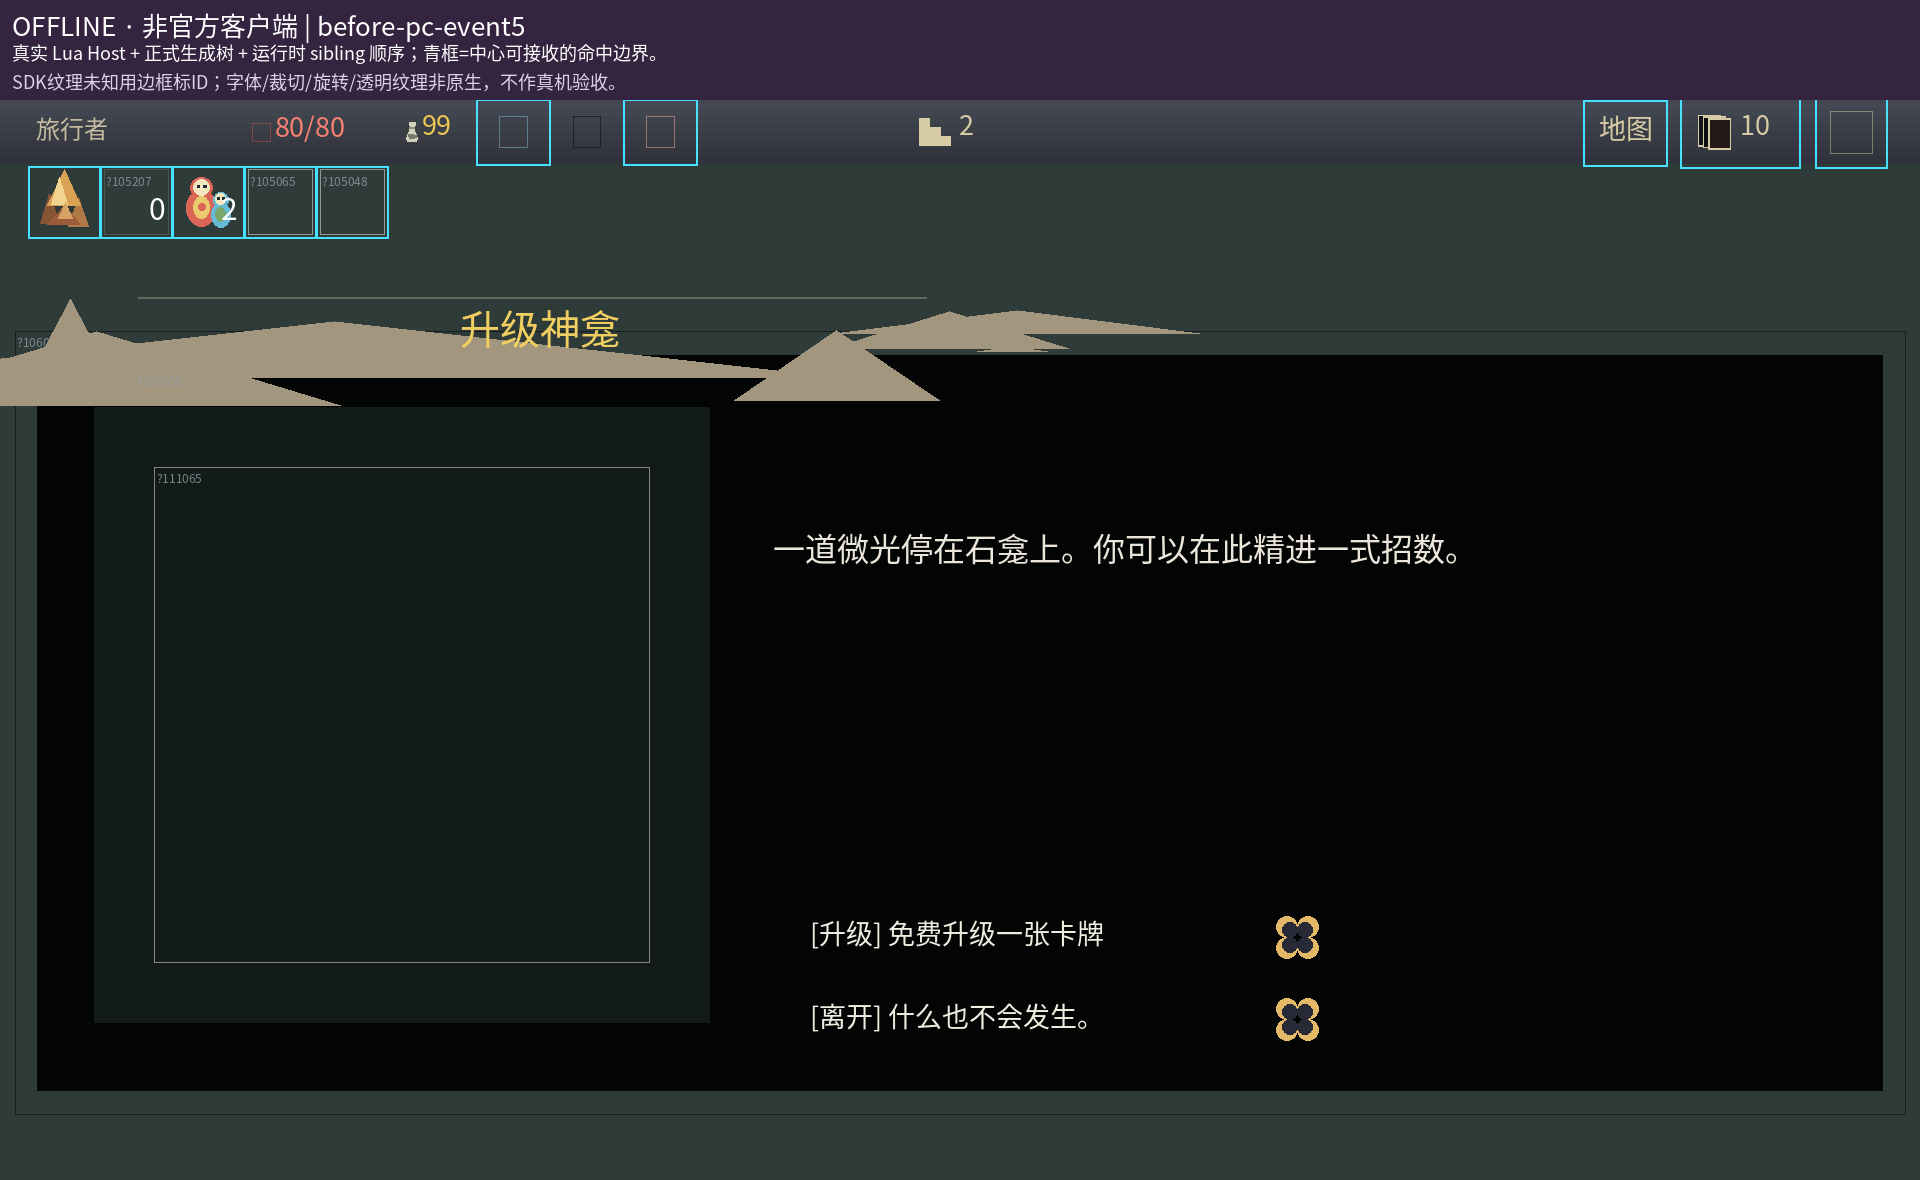 OFFLINE · 非官方客户端 | before-pc-event5
真实 Lua Host + 正式生成树 + 运行时 sibling 顺序；青框=中心可接收的命中边界。
SDK纹理未知用边框标ID；字体/裁切/旋转/透明纹理非原生，不作真机验收。
旅行者 80/80 99 2 地图 10
?105207 ?105065 ?105048
0 2
升级神龛
?1060
?111065
一道微光停在石龛上。你可以在此精进一式招数。
[升级] 免费升级一张卡牌
[离开] 什么也不会发生。